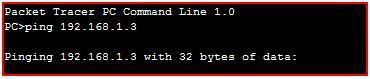 Packet Tracer PC Command Line 1.0
PC>ping 192.168.1.3
Pinging 192.168.1.3 with 32 bytes of data: